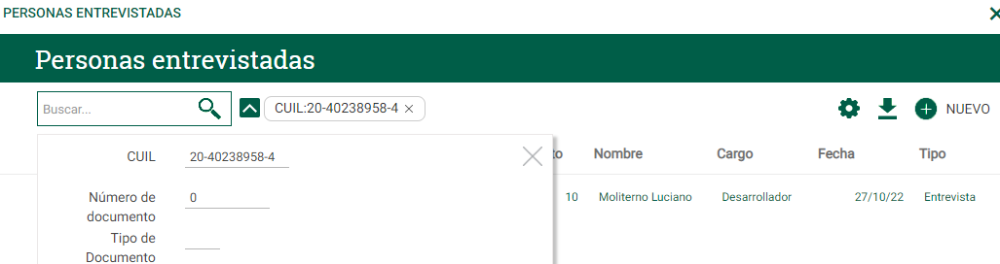 PERSONAS ENTREVISTADAS
Personas entrevistadas
Buscar...
CUIL:20-40238958-4
NUEVO
CUIL 20-40238958-4
to Nombre Cargo Fecha Tipo
Número de documento 0
10 Moliterno Luciano Desarrollador 27/10/22 Entrevista
Tipo de
Documento